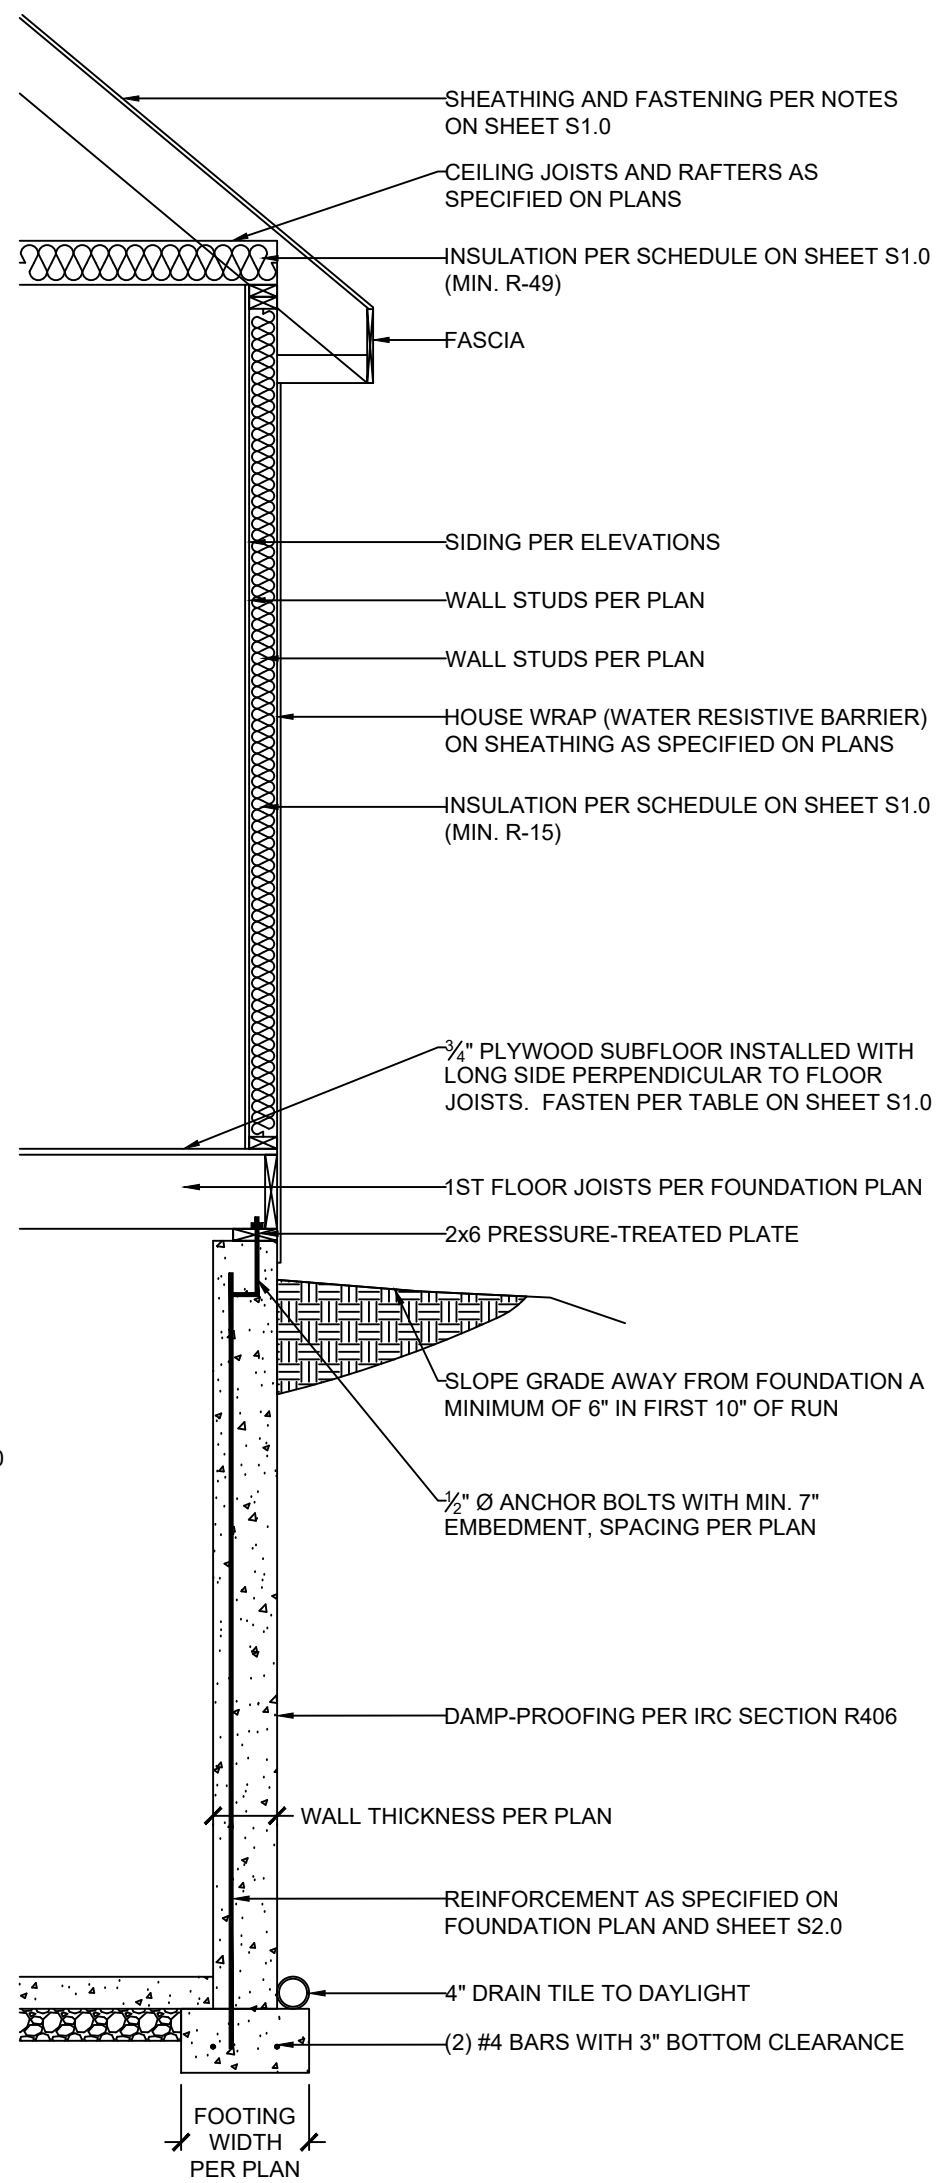 SHEATHING AND FASTENING PER NOTES
ON SHEET S1.0
CEILING JOISTS AND RAFTERS AS
SPECIFIED ON PLANS
INSULATION PER SCHEDULE ON SHEET S1.0
(MIN. R-49)
FASCIA
SIDING PER ELEVATIONS
WALL STUDS PER PLAN
WALL STUDS PER PLAN
HOUSE WRAP (WATER RESISTIVE BARRIER)
ON SHEATHING AS SPECIFIED ON PLANS
INSULATION PER SCHEDULE ON SHEET S1.0
(MIN. R-15)
¾" PLYWOOD SUBFLOOR INSTALLED WITH
LONG SIDE PERPENDICULAR TO FLOOR
JOISTS. FASTEN PER TABLE ON SHEET S1.0
1ST FLOOR JOISTS PER FOUNDATION PLAN
2x6 PRESSURE-TREATED PLATE
SLOPE GRADE AWAY FROM FOUNDATION A
MINIMUM OF 6" IN FIRST 10" OF RUN
½" Ø ANCHOR BOLTS WITH MIN. 7"
EMBEDMENT, SPACING PER PLAN
DAMP-PROOFING PER IRC SECTION R406
WALL THICKNESS PER PLAN
REINFORCEMENT AS SPECIFIED ON
FOUNDATION PLAN AND SHEET S2.0
4" DRAIN TILE TO DAYLIGHT
(2) #4 BARS WITH 3" BOTTOM CLEARANCE
FOOTING
WIDTH
PER PLAN